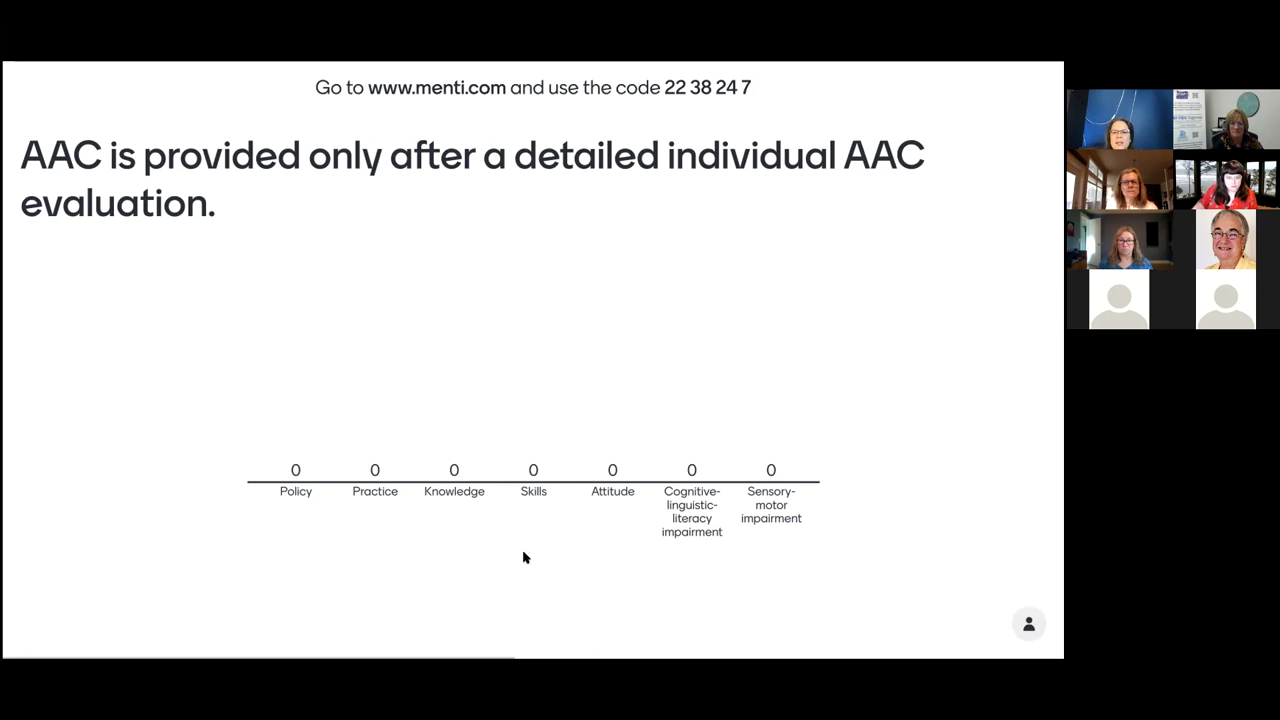 Go to www.menti.com and use the code 22 38 24 7
AAC is provided only after a detailed individual AAC
evaluation.
0 0 0 0 0 0 0
Policy Practice Knowledge Skills Attitude Cognitive- Sensory-
linguistic- motor
literacy impairment
impairment